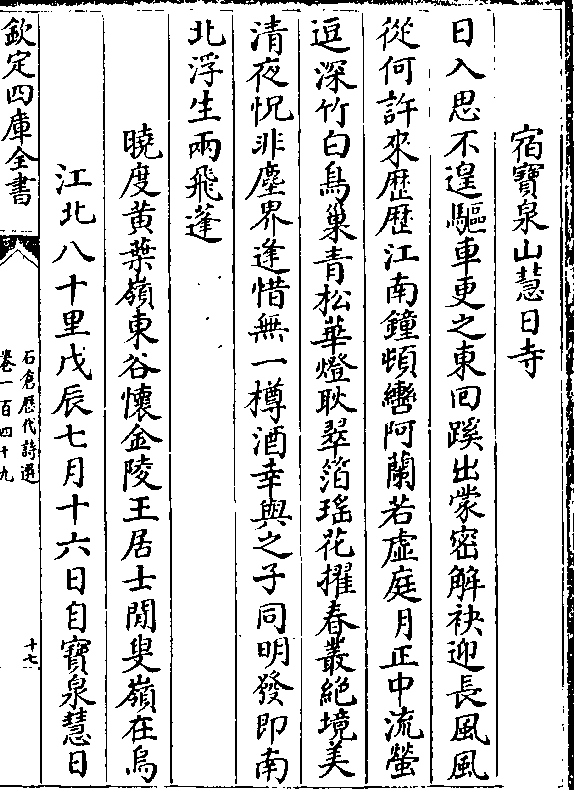 宿寶泉山慧日寺
日入思不遑驅車更之東回蹊出蒙密解袂迎長風風
從何許來歴歴江南鐘頓轡阿蘭若虛庭月正中流螢
逗深竹白鳥巢青松華燈耿翠箔瑤花擢春叢絶境美
清夜怳非塵界逢惜無一樽酒幸與之子同明發即南
北浮生兩飛蓬
曉度黄葉嶺東谷懷金陵王居士閒叟嶺在烏
江北八十里戊辰七月十六日自寶泉慧日
欽定四庫全書
石倉歴代詩選
卷一百四十九
十七